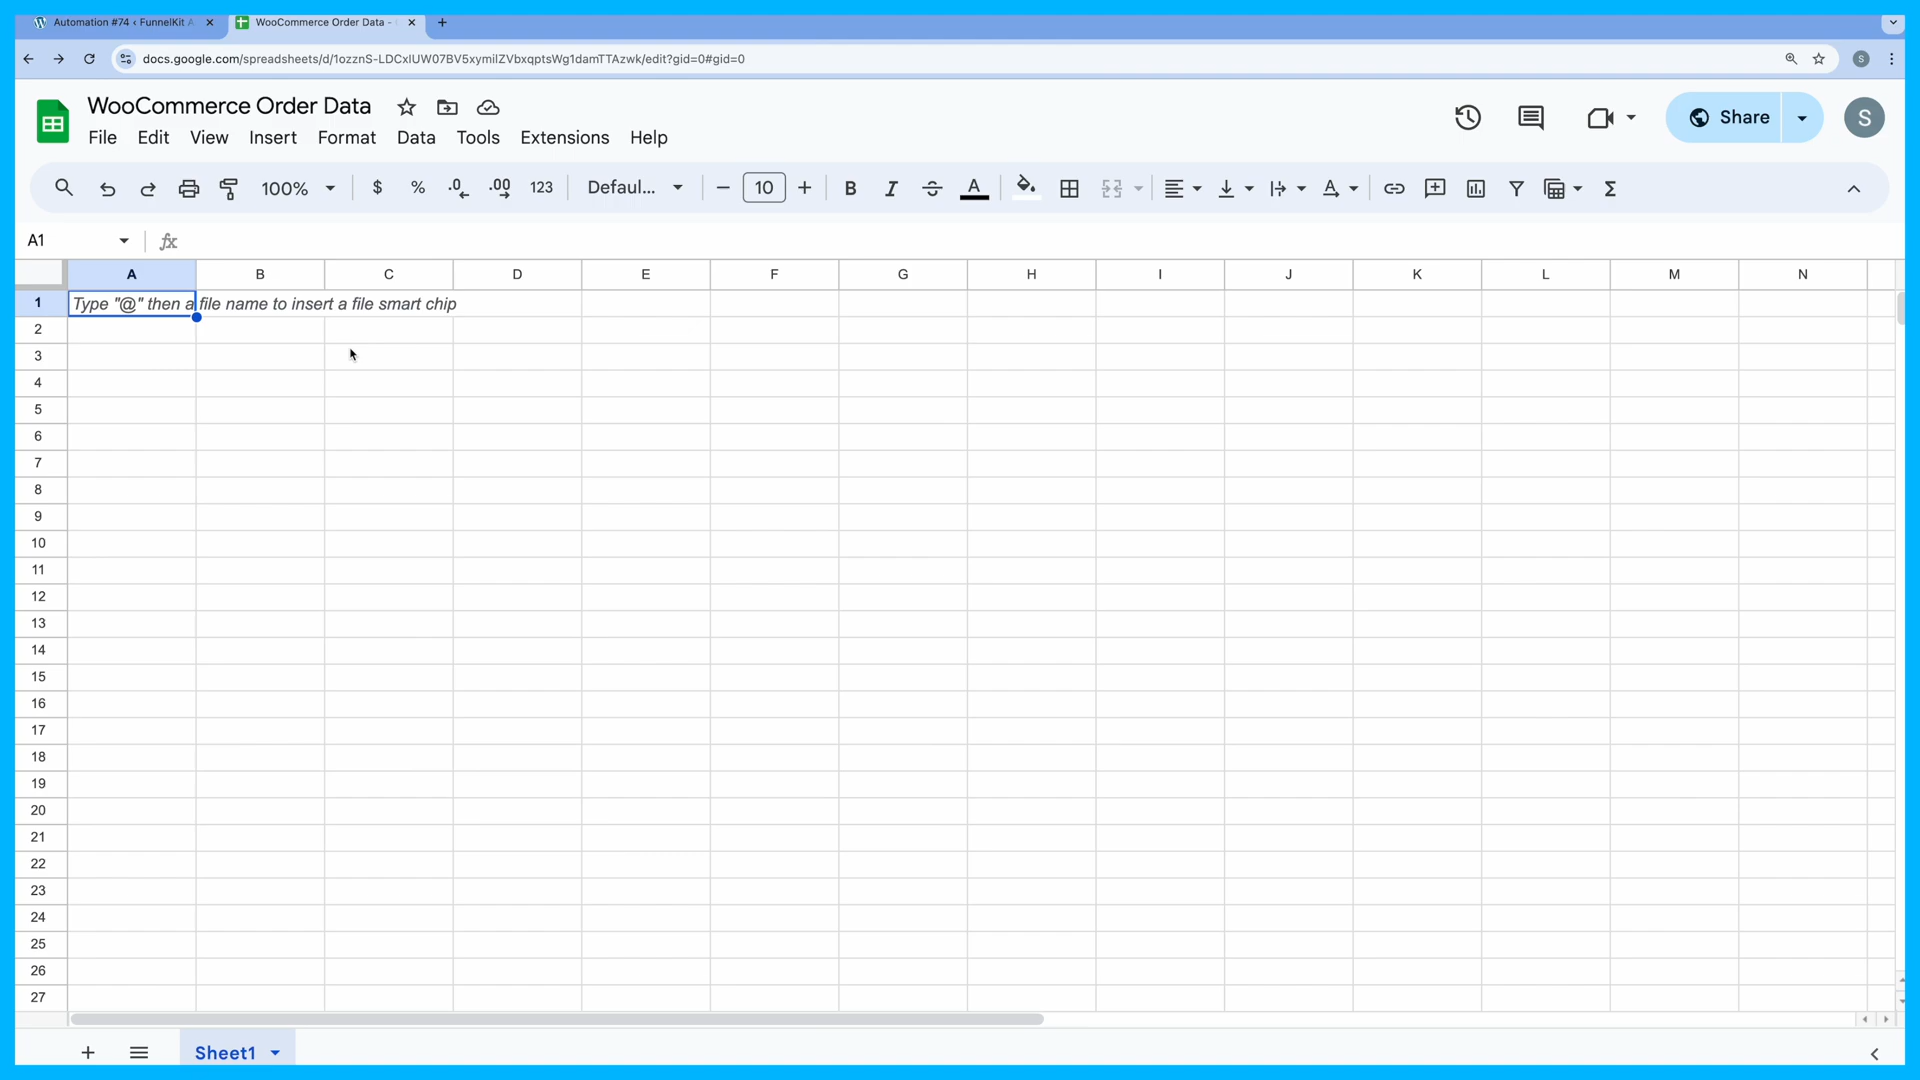 Automation #74 ‹ FunnelKit A
WooCommerce Order Data -
docs.google.com/spreadsheets/d/1ozznS-LDCxIUW07BV5xymiIZVbxqptsWg1damTTAzwk/edit?gid=0#gid=0
S
WooCommerce Order Data
Share
S
File Edit View Insert Format Data Tools Extensions Help
100% $ % .0 .00 123 Defaul... − 10 + B I S A
A1 fx
A B C D E F G H I J K L M N
1 Type "@" then a file name to insert a file smart chip
2
3
4
5
6
7
8
9
10
11
12
13
14
15
16
17
18
19
20
21
22
23
24
25
26
27
Sheet1